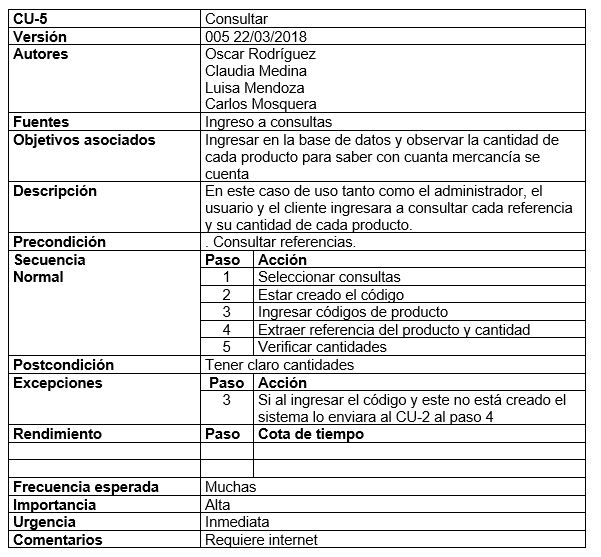 CU-5 Consultar
Versión 005 22/03/2018
Autores Oscar Rodríguez
Claudia Medina
Luisa Mendoza
Carlos Mosquera
Fuentes Ingreso a consultas
Objetivos asociados Ingresar en la base de datos y observar la cantidad de
cada producto para saber con cuanta mercancía se
cuenta
Descripción En este caso de uso tanto como el administrador, el
usuario y el cliente ingresara a consultar cada referencia
y su cantidad de cada producto.
Precondición . Consultar referencias.
Secuencia Paso Acción
Normal 1 Seleccionar consultas
2 Estar creado el código
3 Ingresar códigos de producto
4 Extraer referencia del producto y cantidad
5 Verificar cantidades
Postcondición Tener claro cantidades
Excepciones Paso Acción
3 Si al ingresar el código y este no está creado el
sistema lo enviara al CU-2 al paso 4
Rendimiento Paso Cota de tiempo
Frecuencia esperada Muchas
Importancia Alta
Urgencia Inmediata
Comentarios Requiere internet